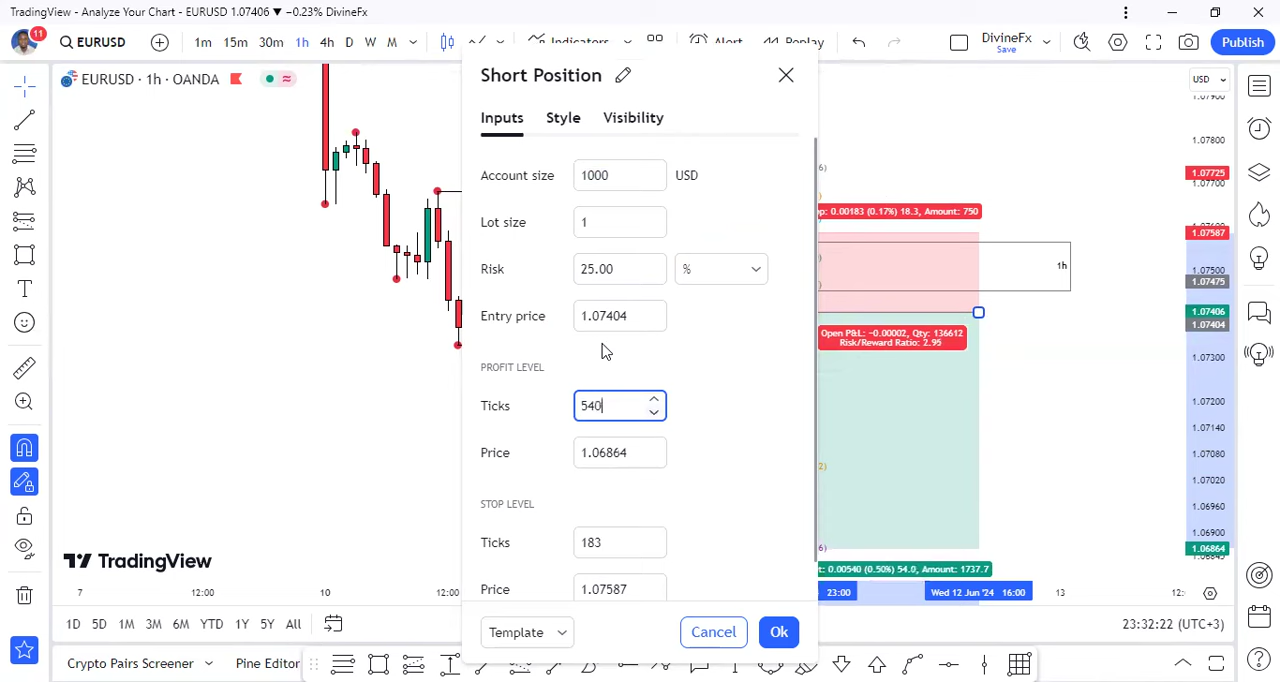 TradingView - Analyze Your Chart - EURUSD 1.07406 ▼ −0.23% DivineFx
11
EURUSD
1m 15m 30m 1h 4h D W M
Indicators
Alert
Replay
DivineFx
Save
Publish
EURUSD · 1h · OANDA
USD
Short Position
Inputs Style Visibility
Account size 1000 USD
Lot size 1
Risk 25.00 %
Entry price 1.07404
PROFIT LEVEL
Ticks 540
Price 1.06864
STOP LEVEL
Ticks 183
Price 1.07587
Template
Cancel
Ok
op: 0.00183 (0.17%) 18.3, Amount: 750
1h
Open P&L: −0.00002, Qty: 136612
Risk/Reward Ratio: 2.95
t: 0.00540 (0.50%) 54.0, Amount: 1737.7
1.07900
1.07800
1.07725
1.07700
1.07587
1.07500
1.07475
1.07406
1.07404
1.07300
1.07200
1.07140
1.07080
1.07020
1.06960
1.06900
1.06864
TradingView
7 12:00 10 12:00 23:00 Wed 12 Jun '24 16:00 13 12:
1D 5D 1M 3M 6M YTD 1Y 5Y All
23:32:22 (UTC+3)
Crypto Pairs Screener
Pine Editor